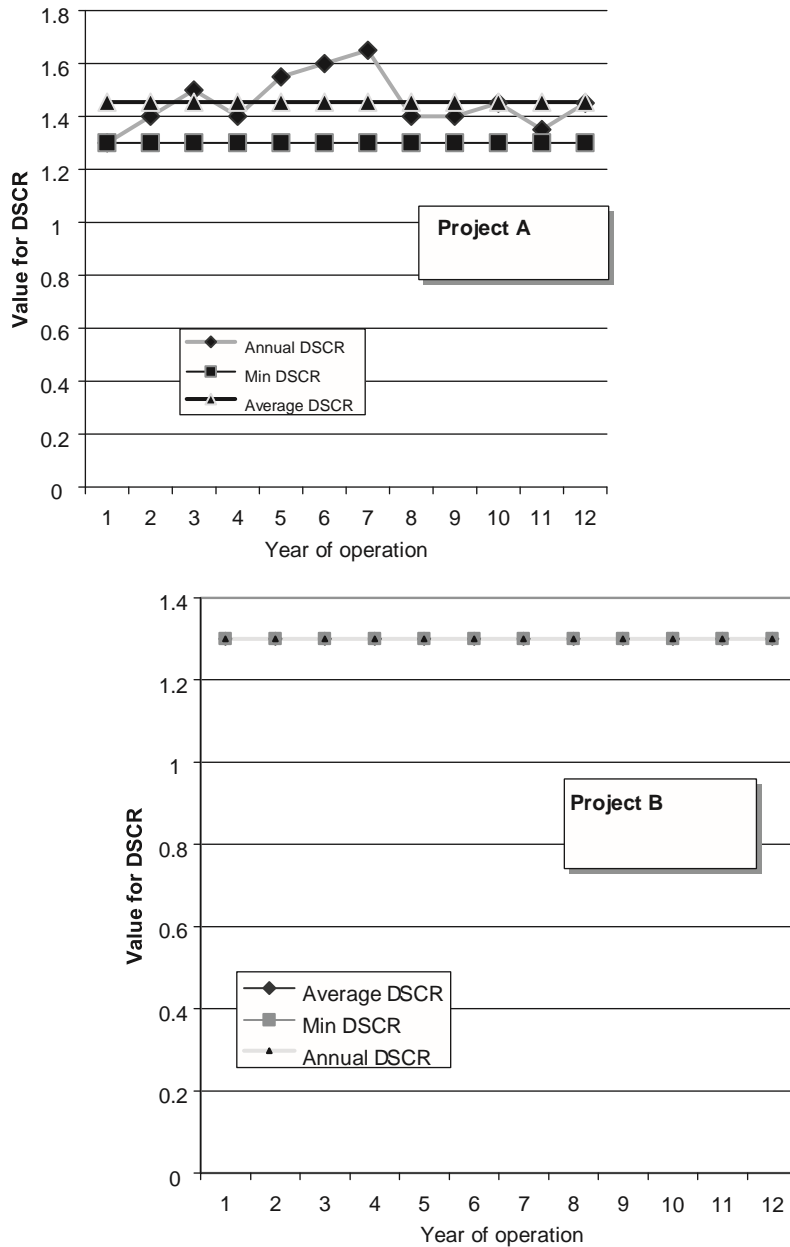 1.8
1.6
1.4
1.2
1
0.8
0.6
0.4
0.2
0
Value for DSCR
Project A
Annual DSCR
Min DSCR
Average DSCR
1 2 3 4 5 6 7 8 9 10 11 12
Year of operation
1.4
1.2
1
0.8
0.6
0.4
0.2
0
Value for DSCR
Project B
Average DSCR
Min DSCR
Annual DSCR
1 2 3 4 5 6 7 8 9 10 11 12
Year of operation